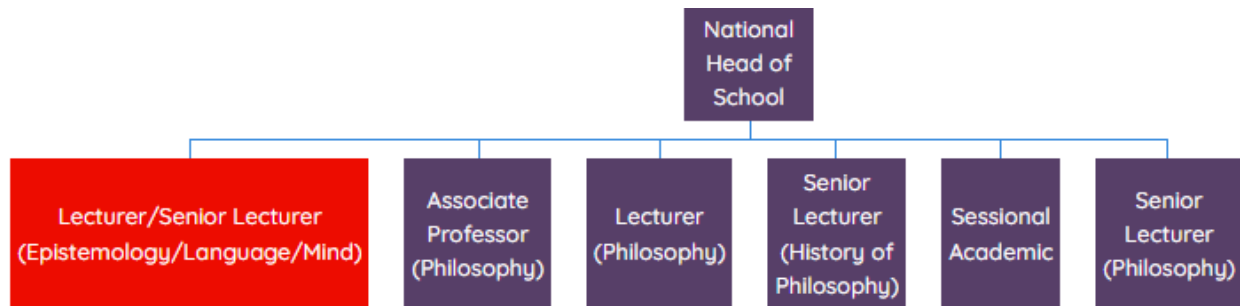 National
Head of
School
Lecturer/Senior Lecturer
(Epistemology/Language/Mind)
Associate
Professor
(Philosophy)
Lecturer
(Philosophy)
Senior
Lecturer
(History of
Philosophy)
Sessional
Academic
Senior
Lecturer
(Philosophy)